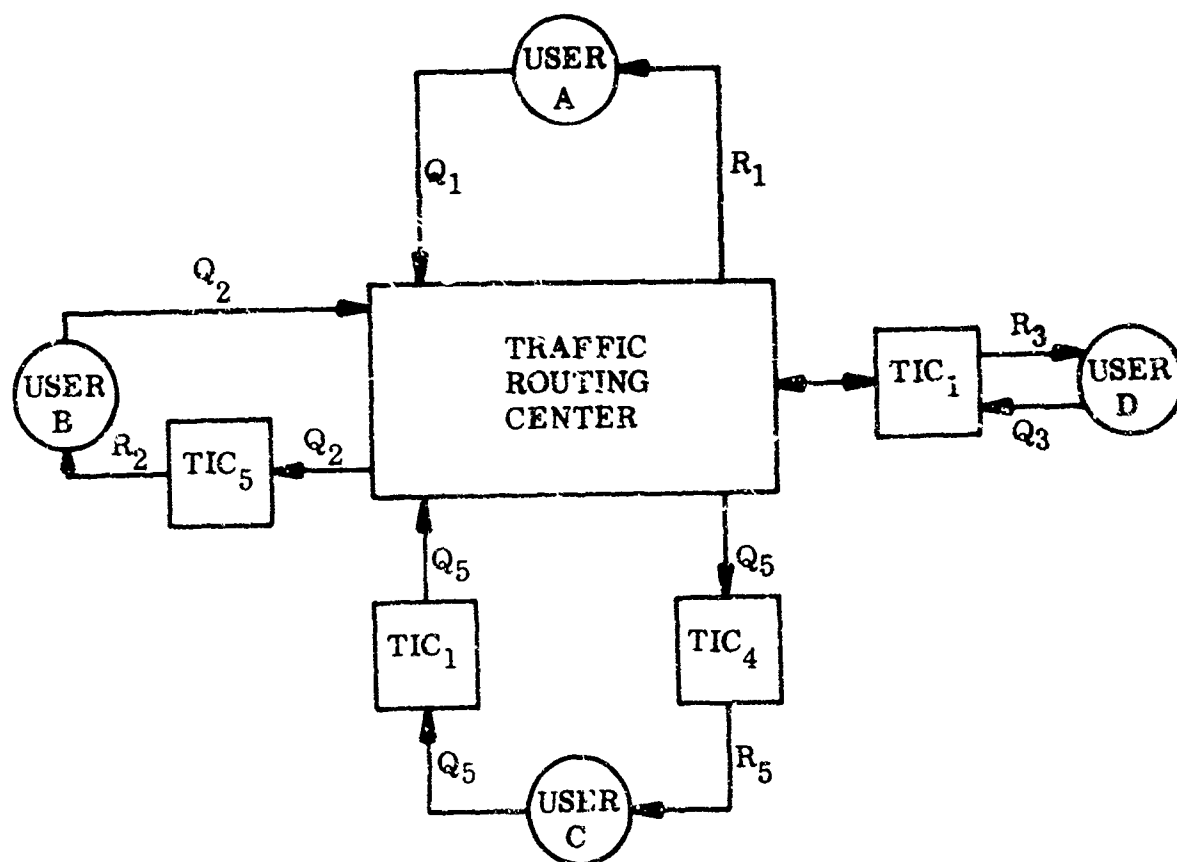 USER
A
Q1
R1
Q2
TRAFFIC
ROUTING
CENTER
R3
TICi
USER
D
Q3
USER
B
R2
TIC5
Q2
Q5
Q5
TIC1
TIC4
Q5
R5
USER
C